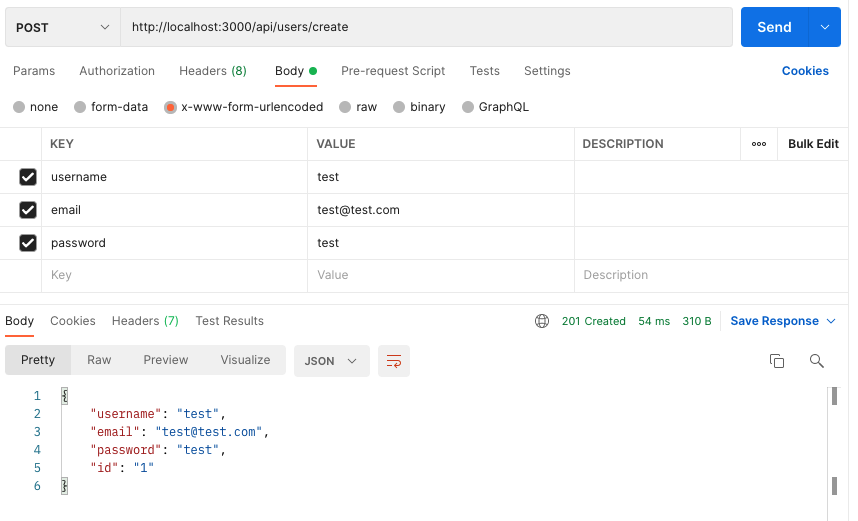 POST http://localhost:3000/api/users/create Send
Params Authorization Headers (8) Body Pre-request Script Tests Settings Cookies
none form-data x-www-form-urlencoded raw binary GraphQL
KEY VALUE DESCRIPTION ooo Bulk Edit
username test
email test@test.com
password test
Key Value Description
Body Cookies Headers (7) Test Results 201 Created 54 ms 310 B Save Response
Pretty Raw Preview Visualize JSON
1 {
2 "username": "test",
3 "email": "test@test.com",
4 "password": "test",
5 "id": "1"
6 }